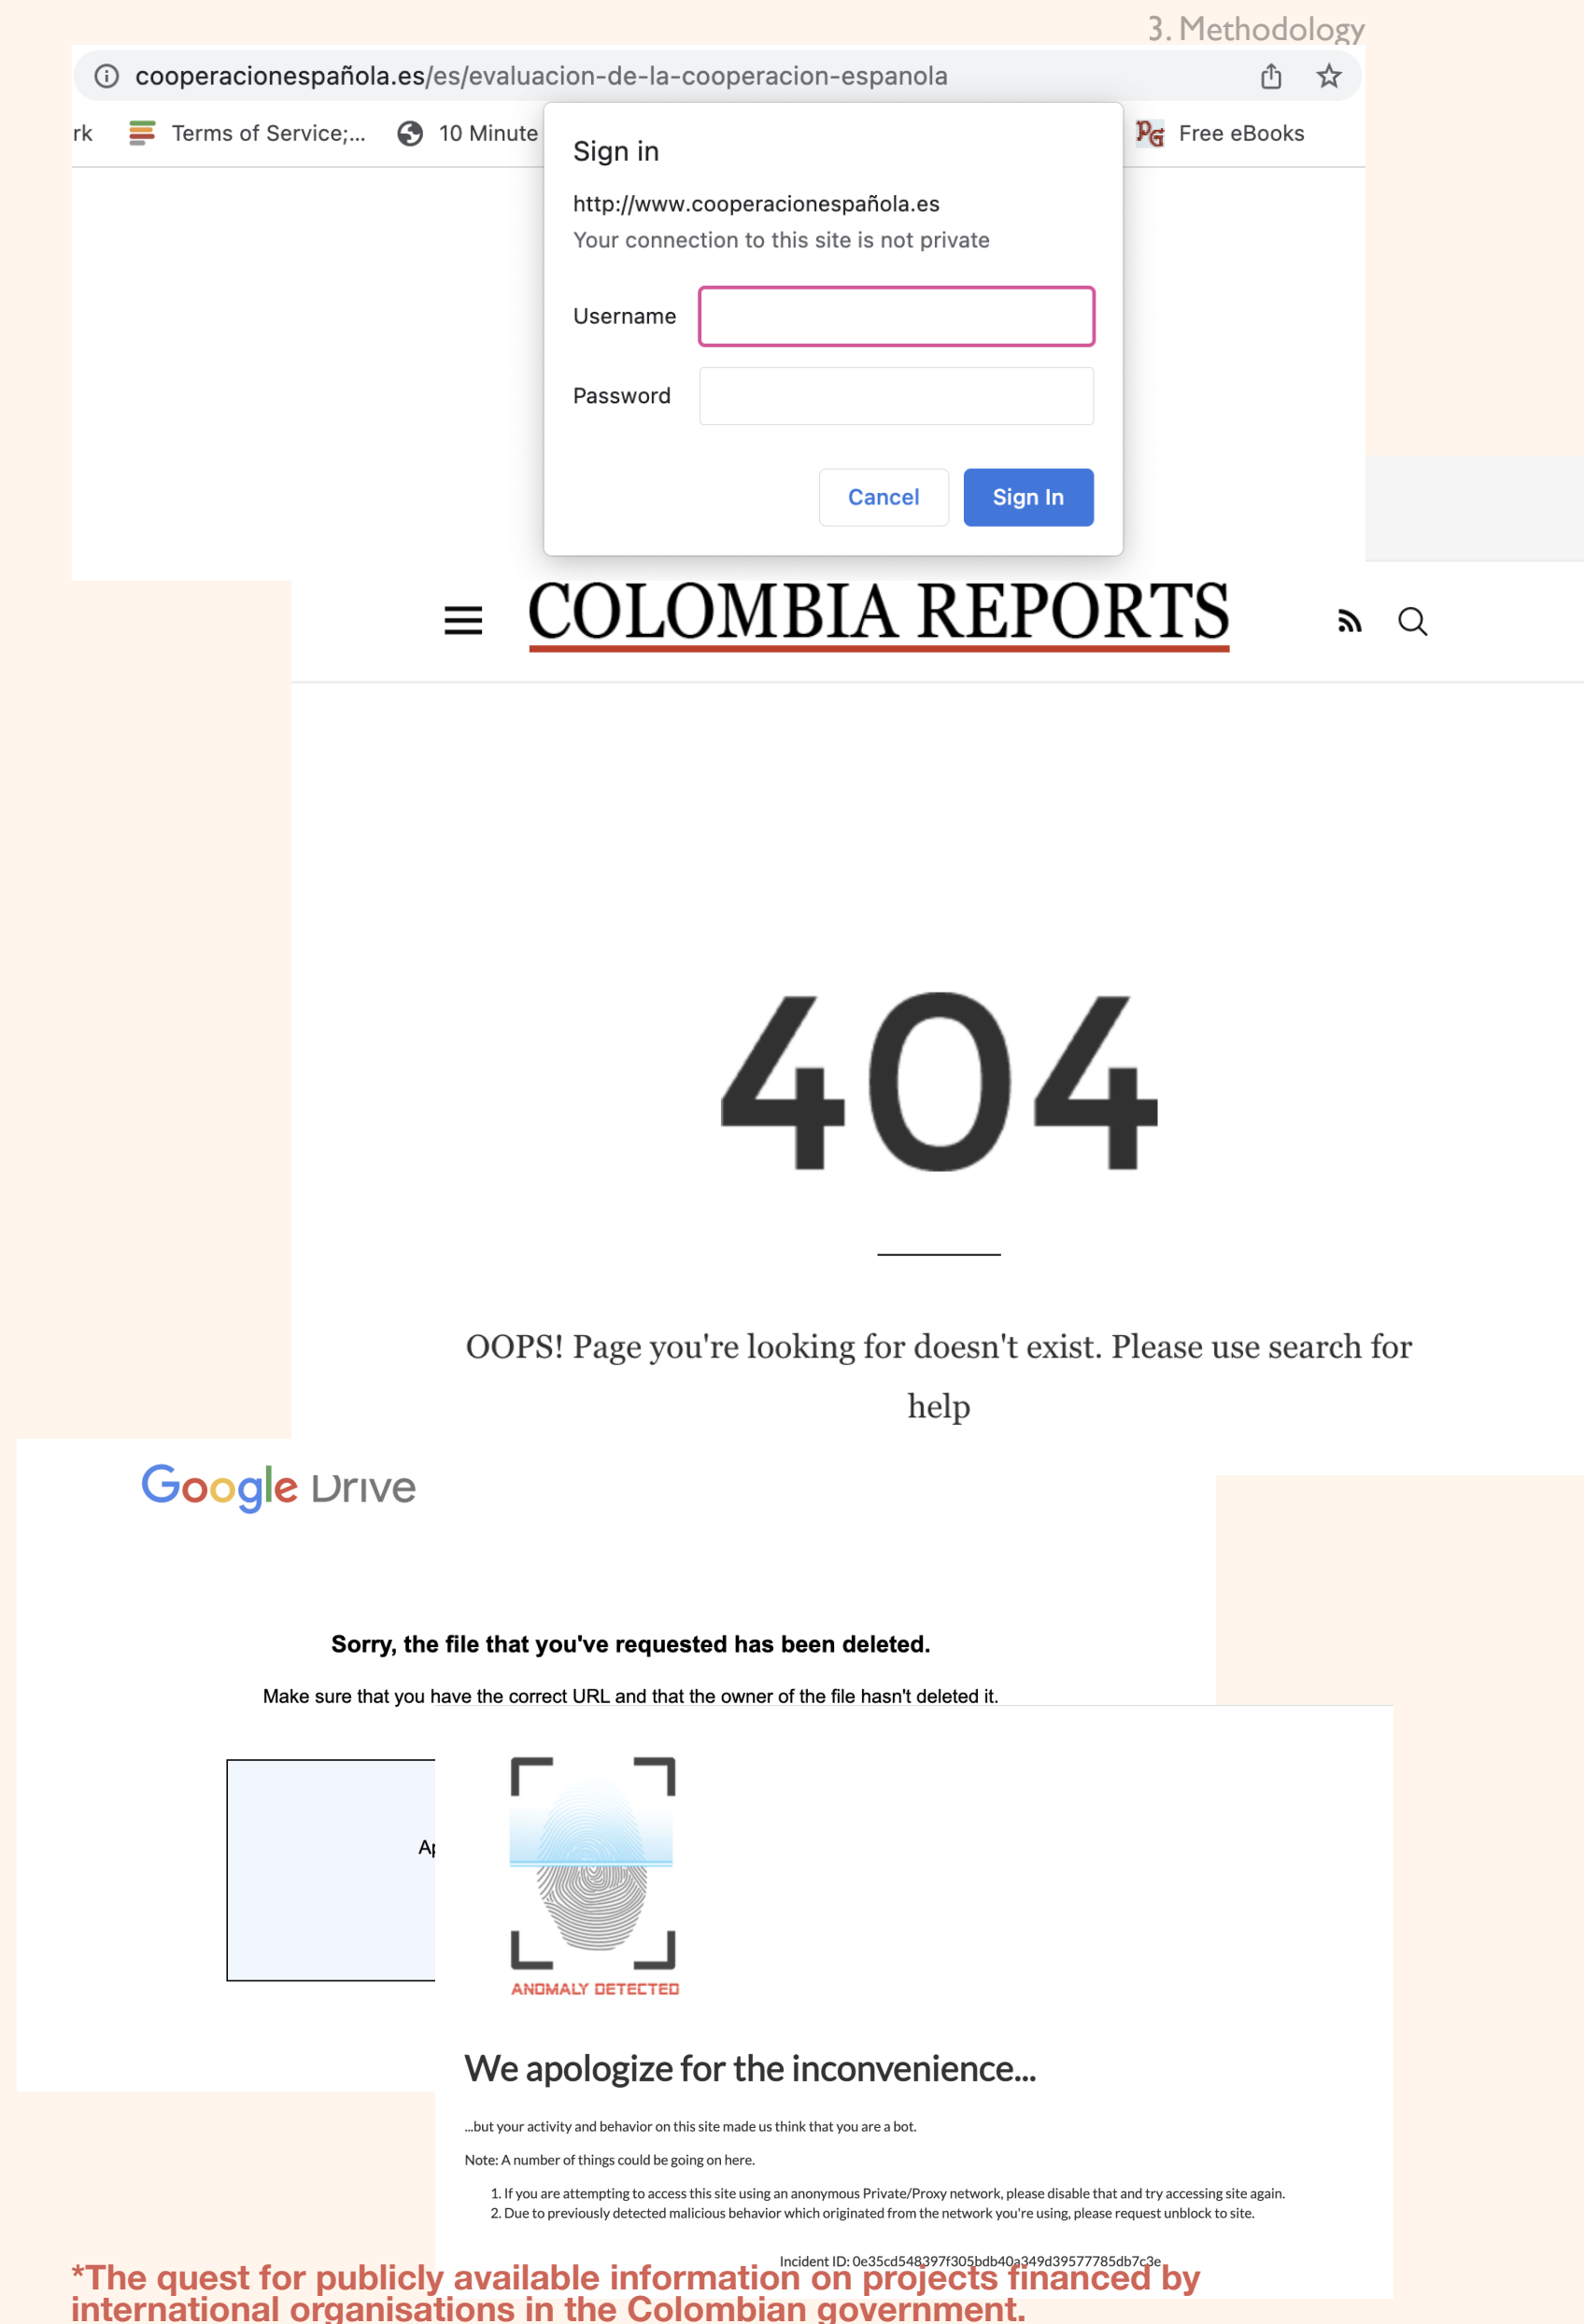 3. Methodology
cooperacionespañola.es/es/evaluacion-de-la-cooperacion-espanola
rk Terms of Service;... 10 Minute Free eBooks
Sign in
http://www.cooperacionespañola.es
Your connection to this site is not private
Username
Password
Cancel Sign In
COLOMBIA REPORTS
404
OOPS! Page you're looking for doesn't exist. Please use search for
help
Google Drive
Sorry, the file that you've requested has been deleted.
Make sure that you have the correct URL and that the owner of the file hasn't deleted it.
Ap
ANOMALY DETECTED
We apologize for the inconvenience...
...but your activity and behavior on this site made us think that you are a bot.
Note: A number of things could be going on here.
1. If you are attempting to access this site using an anonymous Private/Proxy network, please disable that and try accessing site again.
2. Due to previously detected malicious behavior which originated from the network you're using, please request unblock to site.
Incident ID: 0e35cd548397f305bdb40a349d39577785db7c3e
*The quest for publicly available information on projects financed by
international organisations in the Colombian government.